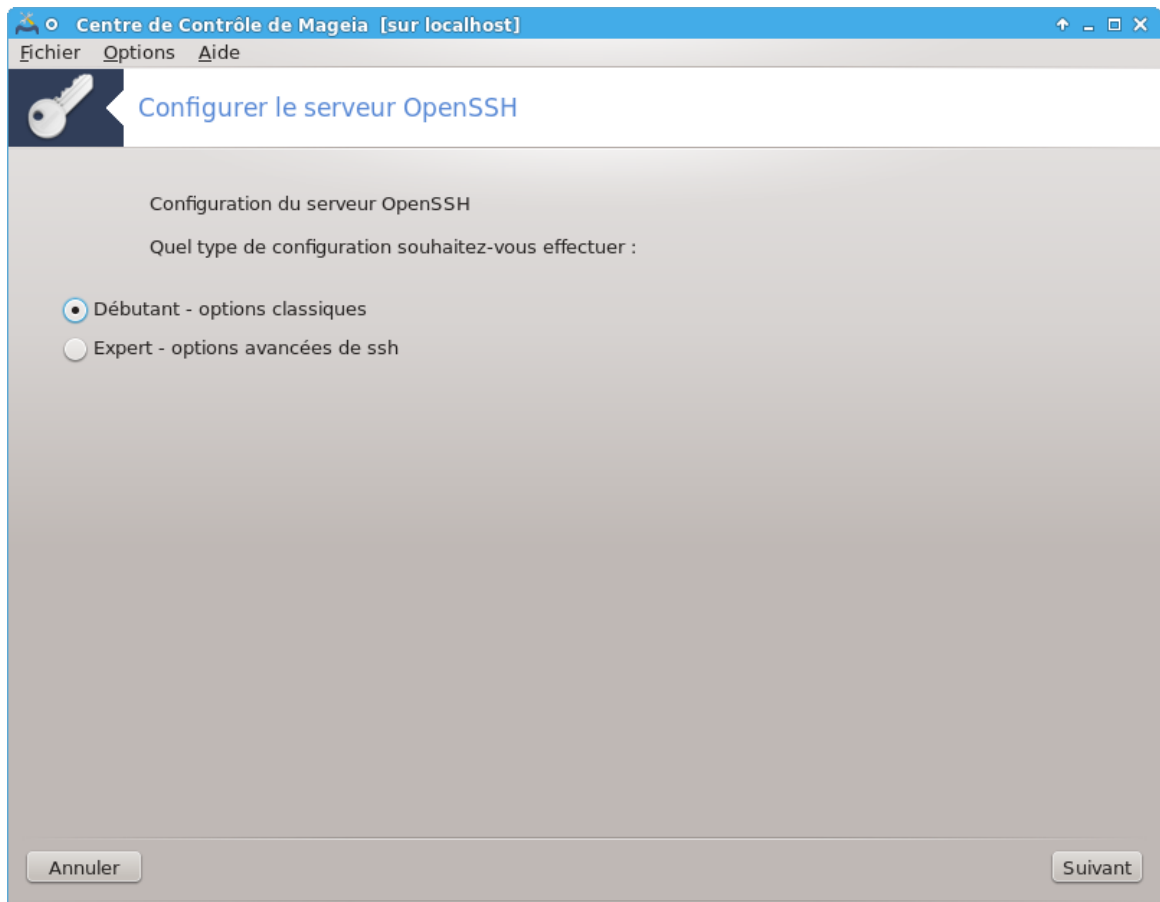 Centre de Contrôle de Mageia [sur localhost]
Fichier Options Aide
Configurer le serveur OpenSSH
Configuration du serveur OpenSSH
Quel type de configuration souhaitez-vous effectuer :
Débutant - options classiques
Expert - options avancées de ssh
Annuler Suivant